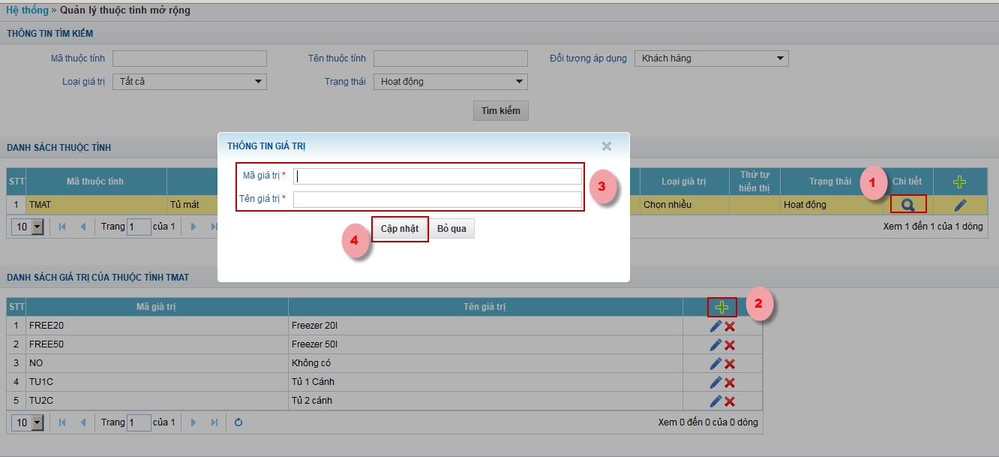 Hệ thống » Quản lý thuộc tính mở rộng
THÔNG TIN TÌM KIẾM
Mã thuộc tính Tên thuộc tính Đối tượng áp dụng Khách hàng
Loại giá trị Tất cả Trạng thái Hoạt động
Tìm kiếm
DANH SÁCH THUỘC TÍNH
STT Mã thuộc tính Loại giá trị Thứ tự hiển thị Trạng thái 1 Chi tiết
1 TMAT Tủ mát Chọn nhiều Hoạt động
10 Trang 1 của 1 Xem 1 đến 1 của 1 dòng
THÔNG TIN GIÁ TRỊ
Mã giá trị *
3
Tên giá trị *
4 Cập nhật Bỏ qua
DANH SÁCH GIÁ TRỊ CỦA THUỘC TÍNH TMAT
STT Mã giá trị Tên giá trị 2
1 FREE20 Freezer 20l
2 FREE50 Freezer 50l
3 NO Không có
4 TU1C Tủ 1 Cánh
5 TU2C Tủ 2 cánh
10 Trang 1 của 1 Xem 0 đến 0 của 0 dòng